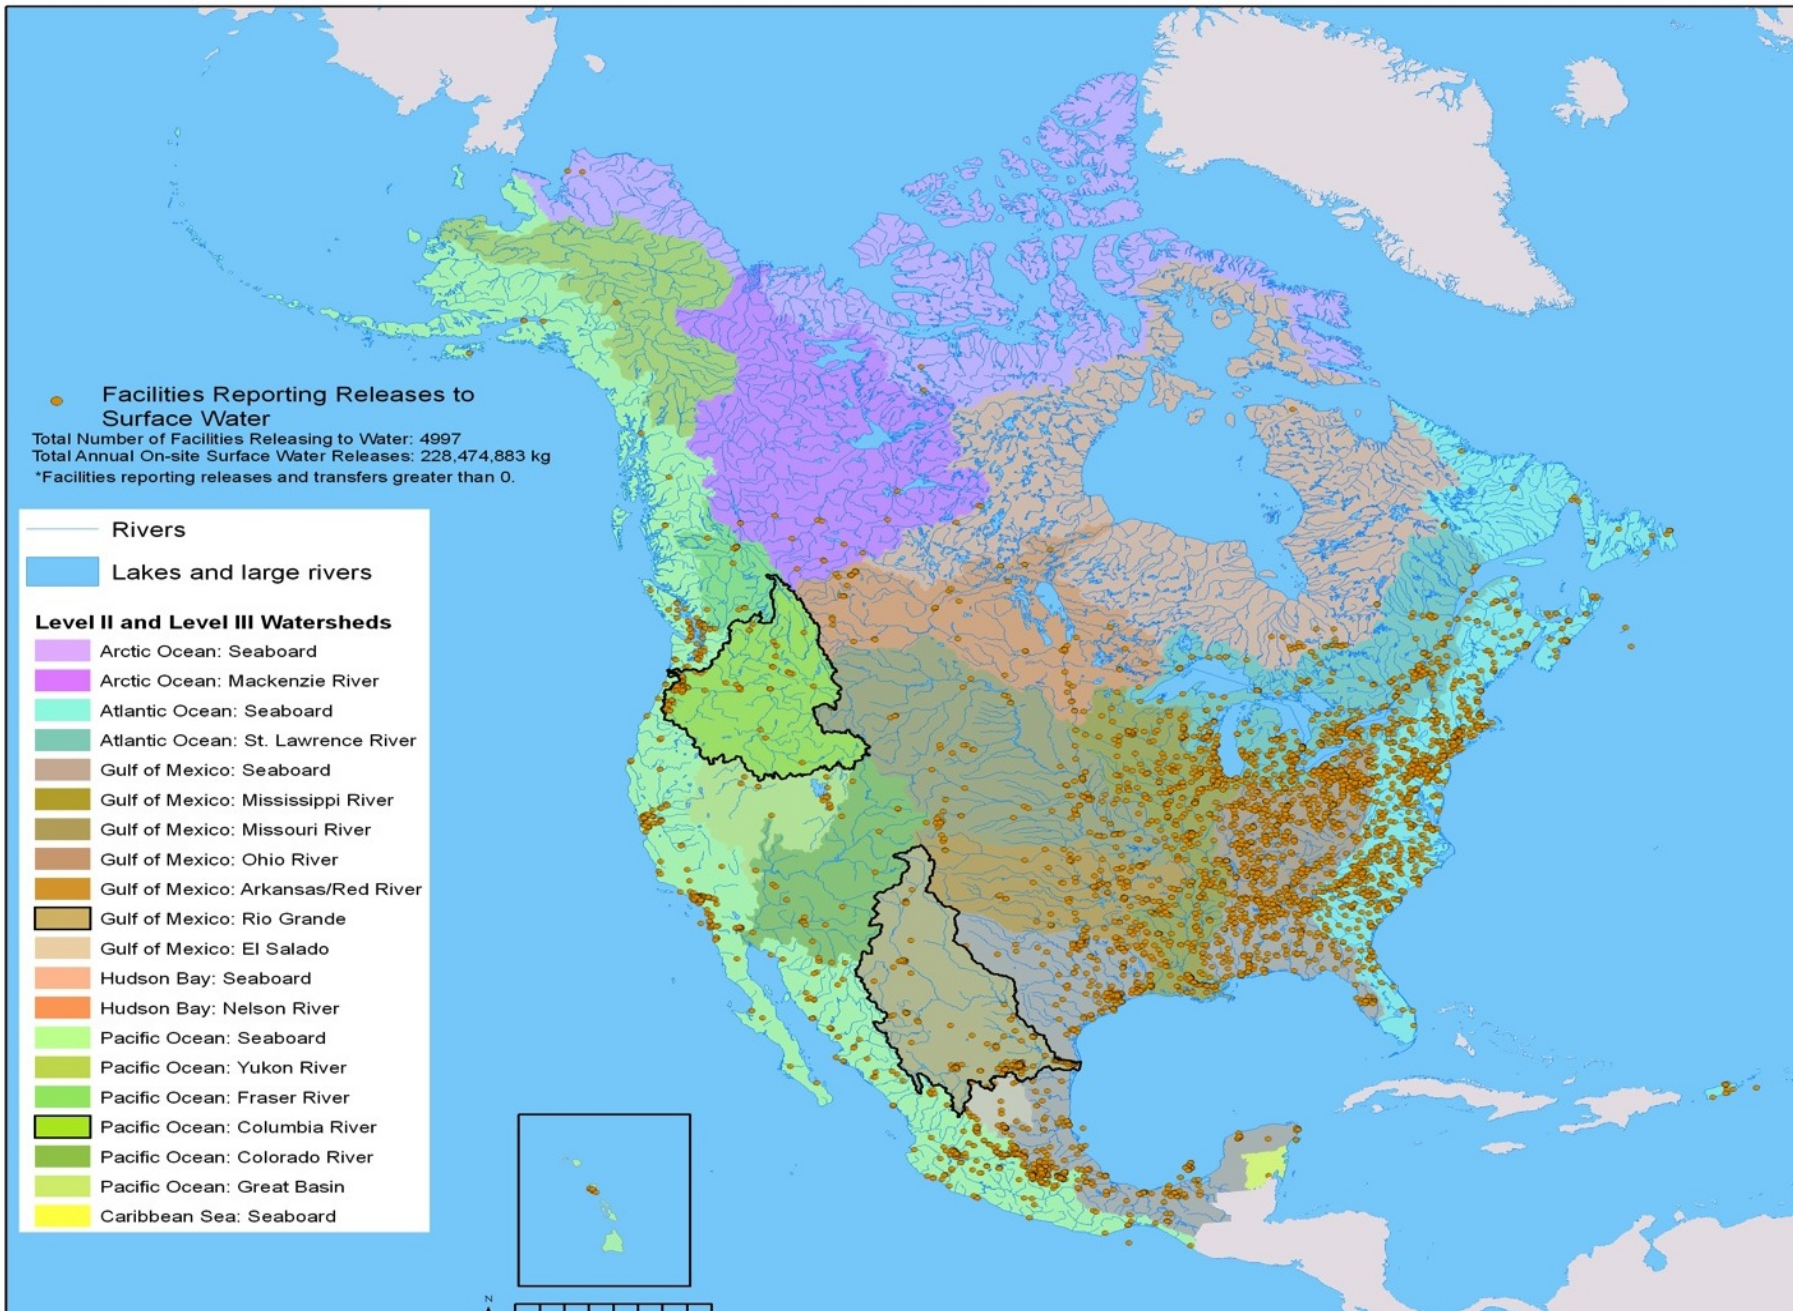 Facilities Reporting Releases to
Surface Water
Total Number of Facilities Releasing to Water: 4997
Total Annual On-site Surface Water Releases: 228,474,883 kg
*Facilities reporting releases and transfers greater than 0.
Rivers
Lakes and large rivers
Level II and Level III Watersheds
Arctic Ocean: Seaboard
Arctic Ocean: Mackenzie River
Atlantic Ocean: Seaboard
Atlantic Ocean: St. Lawrence River
Gulf of Mexico: Seaboard
Gulf of Mexico: Mississippi River
Gulf of Mexico: Missouri River
Gulf of Mexico: Ohio River
Gulf of Mexico: Arkansas/Red River
Gulf of Mexico: Rio Grande
Gulf of Mexico: El Salado
Hudson Bay: Seaboard
Hudson Bay: Nelson River
Pacific Ocean: Seaboard
Pacific Ocean: Yukon River
Pacific Ocean: Fraser River
Pacific Ocean: Columbia River
Pacific Ocean: Colorado River
Pacific Ocean: Great Basin
Caribbean Sea: Seaboard
N